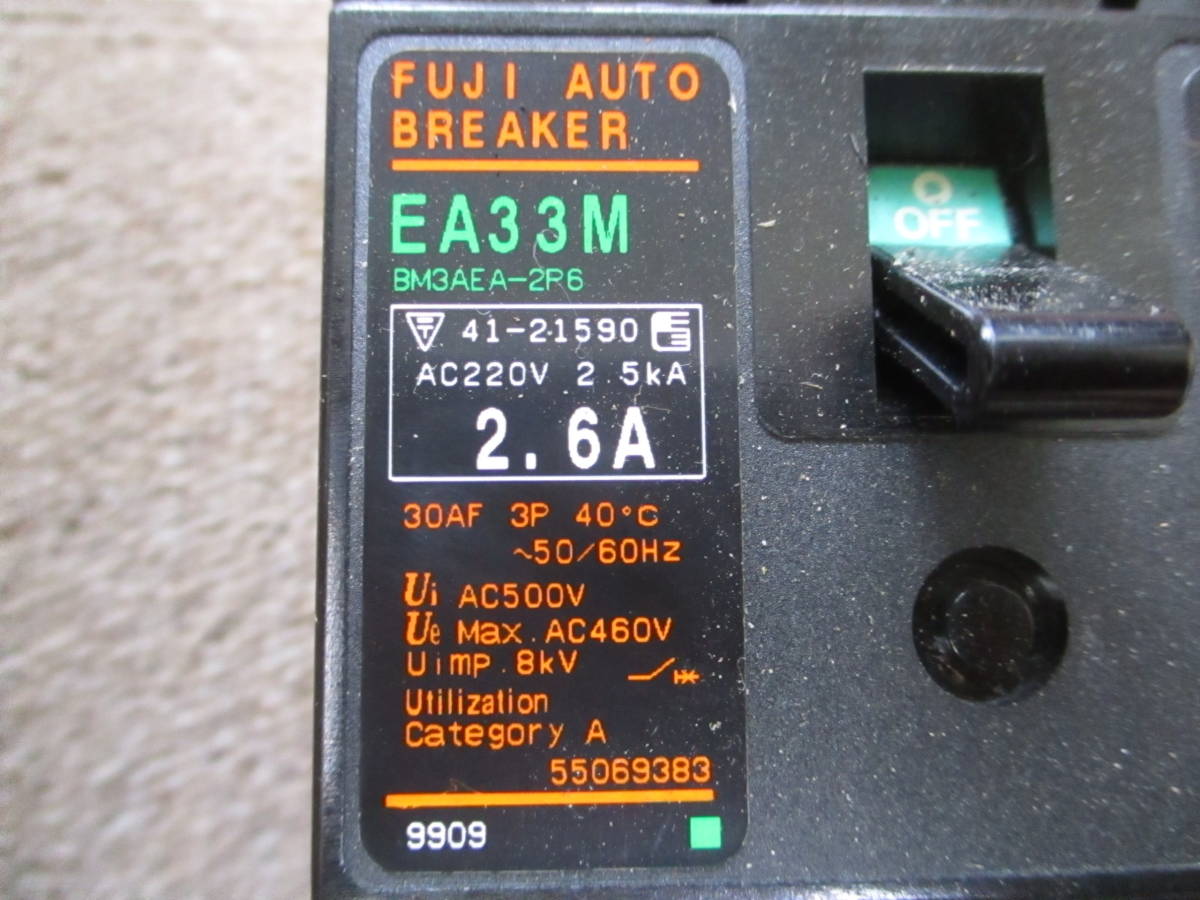 FUJI AUTO
BREAKER
EA33M
BM3AEA-2P6
41-21590
AC220V 2.5kA
2.6A
30AF 3P 40°C
~50/60Hz
Ui AC500V
Ue Max. AC460V
Uimp. 8kV
Utilization
Category A
55069383
9909
OFF